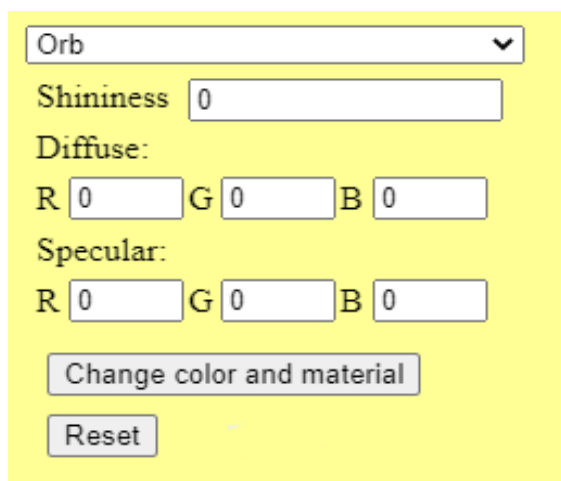 Orb
Shininess 0
Diffuse:
R 0 G 0 B 0
Specular:
R 0 G 0 B 0
Change color and material
Reset